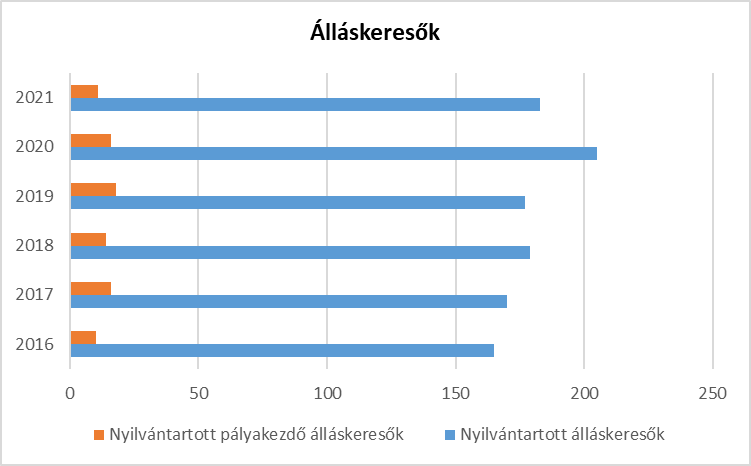 Álláskeresők
2021
2020
2019
2018
2017
2016
0 50 100 150 200 250
Nyilvántartott pályakezdő álláskeresők Nyilvántartott álláskeresők